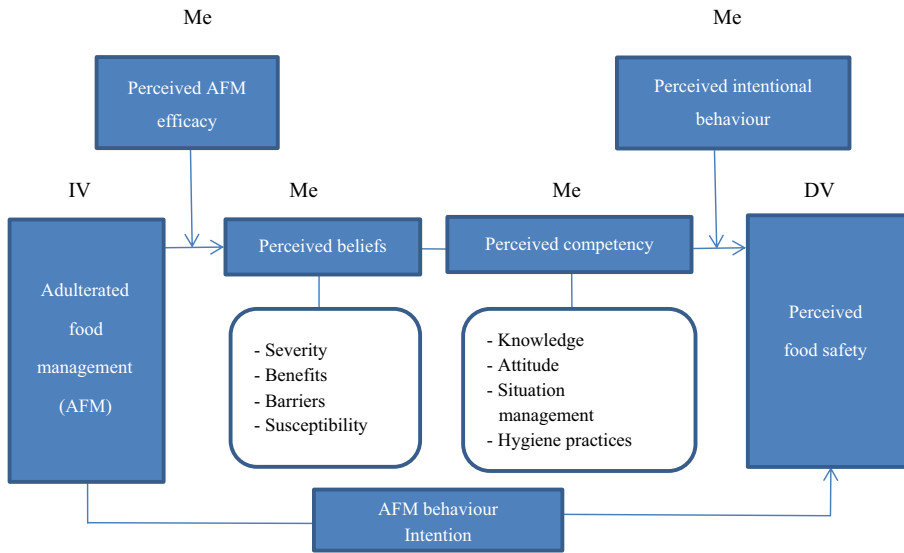 Me
Me
Perceived AFM
efficacy
Perceived intentional
behaviour
IV
Me
Me
DV
Adulterated
food
management
(AFM)
Perceived beliefs
Perceived competency
Perceived
food safety
- Severity
- Benefits
- Barriers
- Susceptibility
- Knowledge
- Attitude
- Situation
management
- Hygiene practices
AFM behaviour
Intention